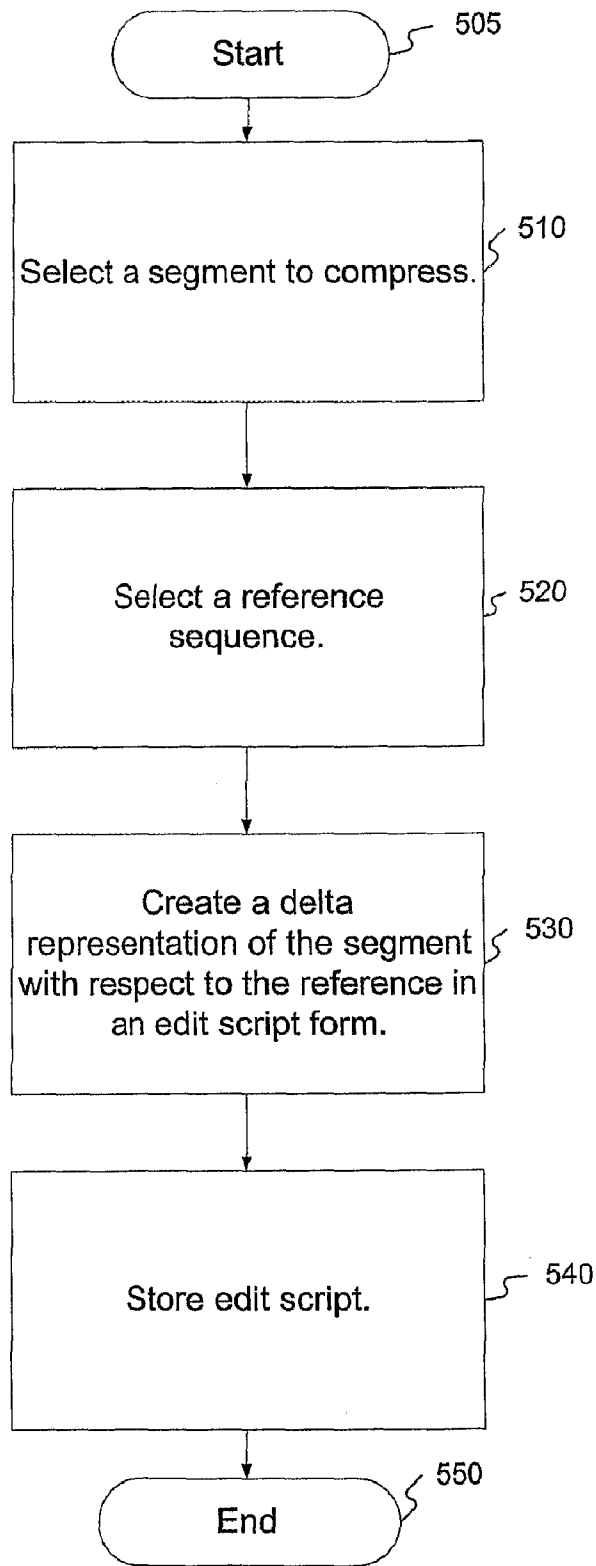 Start
505
Select a segment to compress.
510
Select a reference
sequence.
520
Create a delta
representation of the segment
with respect to the reference in
an edit script form.
530
Store edit script.
540
End
550